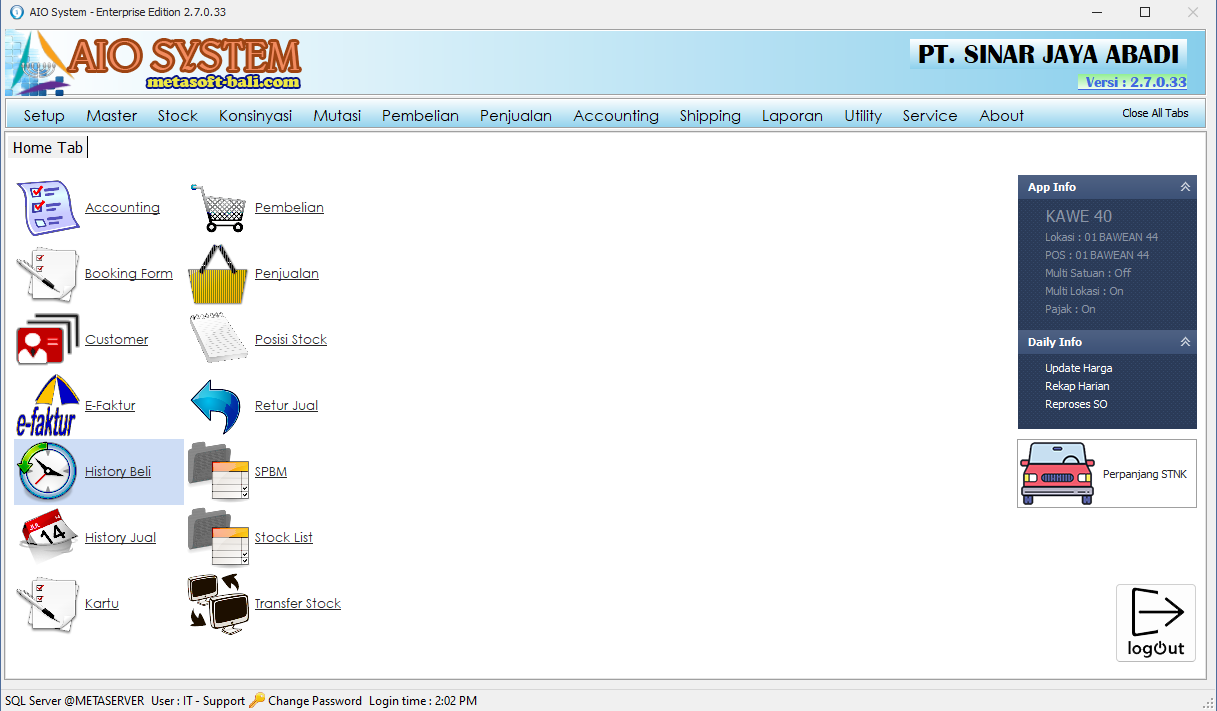 AIO System - Enterprise Edition 2.7.0.33
AIO SYSTEM
metasoft-bali.com
PT. SINAR JAYA ABADI
Versi : 2.7.0.33
Setup Master Stock Konsinyasi Mutasi Pembelian Penjualan Accounting Shipping Laporan Utility Service About Close All Tabs
Home Tab
Accounting
Pembelian
Booking Form
Penjualan
Customer
Posisi Stock
e-faktur
E-Faktur
Retur Jual
History Beli
SPBM
JUL
14
History Jual
Stock List
Kartu
Transfer Stock
App Info
KAWE 40
Lokasi : 01 BAWEAN 44
POS : 01 BAWEAN 44
Multi Satuan : Off
Multi Lokasi : On
Pajak : On
Daily Info
Update Harga
Rekap Harian
Reproses SO
Perpanjang STNK
logout
SQL Server @METASERVER User : IT - Support Change Password Login time : 2:02 PM